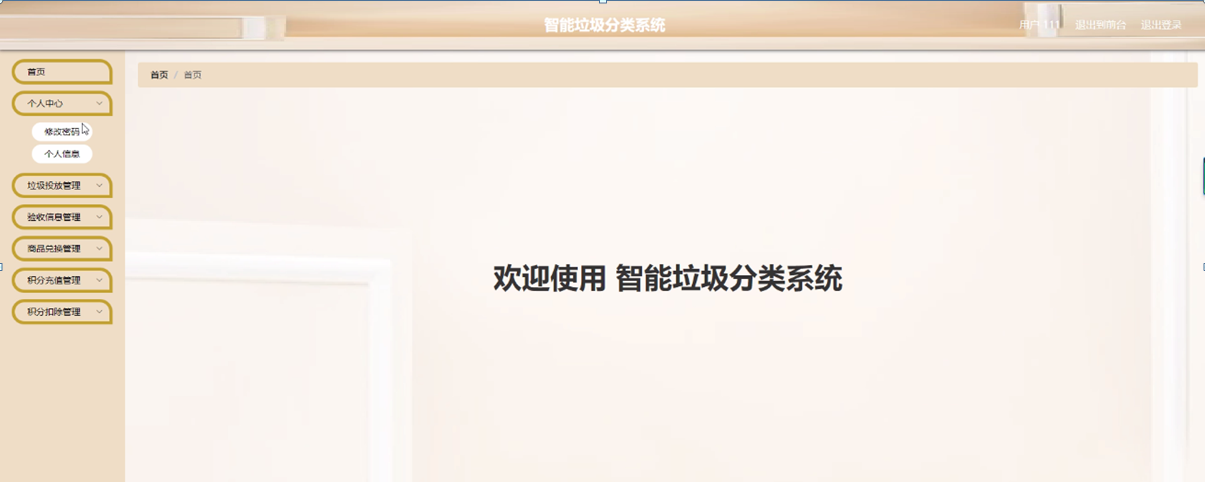 智能垃圾分类系统
用户 111 退出到前台 退出登录
首页
首页 / 首页
个人中心
修改密码
个人信息
垃圾投放管理
验收信息管理
商品兑换管理
积分充值管理
积分扣除管理
欢迎使用 智能垃圾分类系统